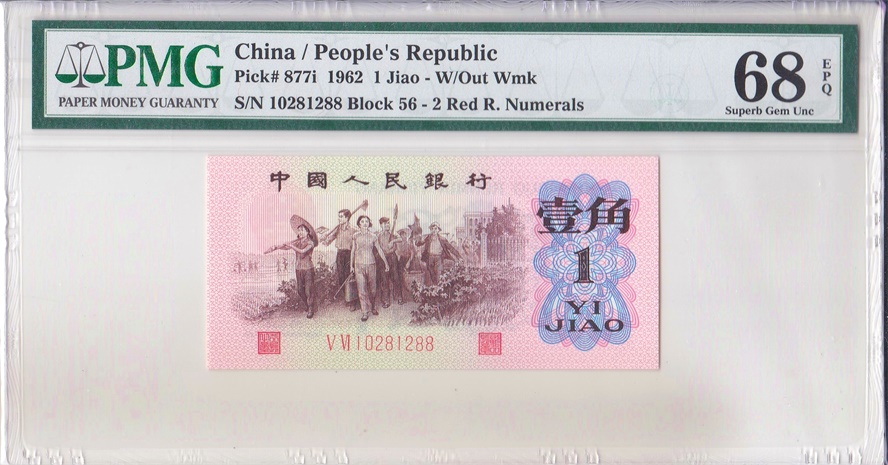 PMG
PAPER MONEY GUARANTY
China / People's Republic
Pick# 877i 1962 1 Jiao - W/Out Wmk
S/N 10281288 Block 56 - 2 Red R. Numerals
68
EPQ
Superb Gem Unc
中國人民銀行
壹角
1
YI
JIAO
V VI 10281288